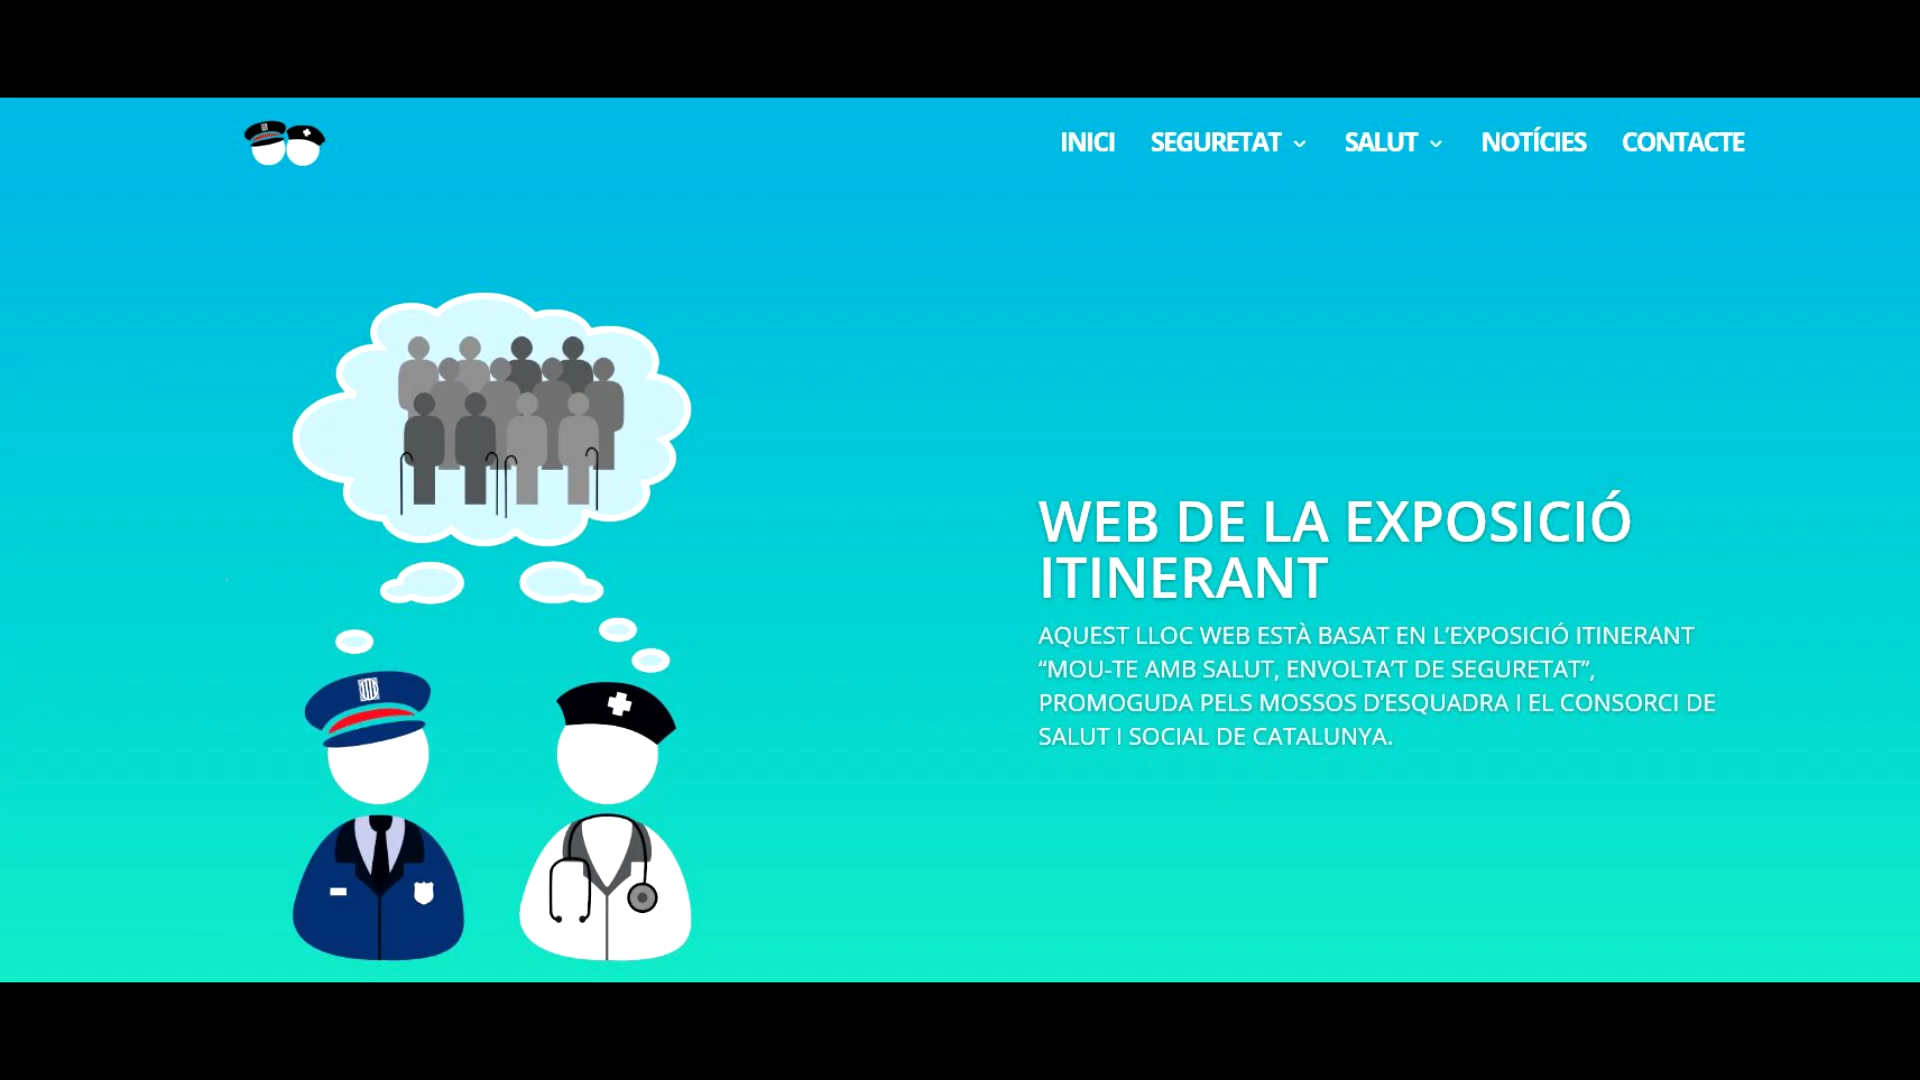 INICI SEGURETAT SALUT NOTÍCIES CONTACTE
WEB DE LA EXPOSICIÓ
ITINERANT
AQUEST LLOC WEB ESTÀ BASAT EN L’EXPOSICIÓ ITINERANT
“MOU-TE AMB SALUT, ENVOLTA’T DE SEGURETAT”,
PROMOGUDA PELS MOSSOS D’ESQUADRA I EL CONSORCI DE
SALUT I SOCIAL DE CATALUNYA.